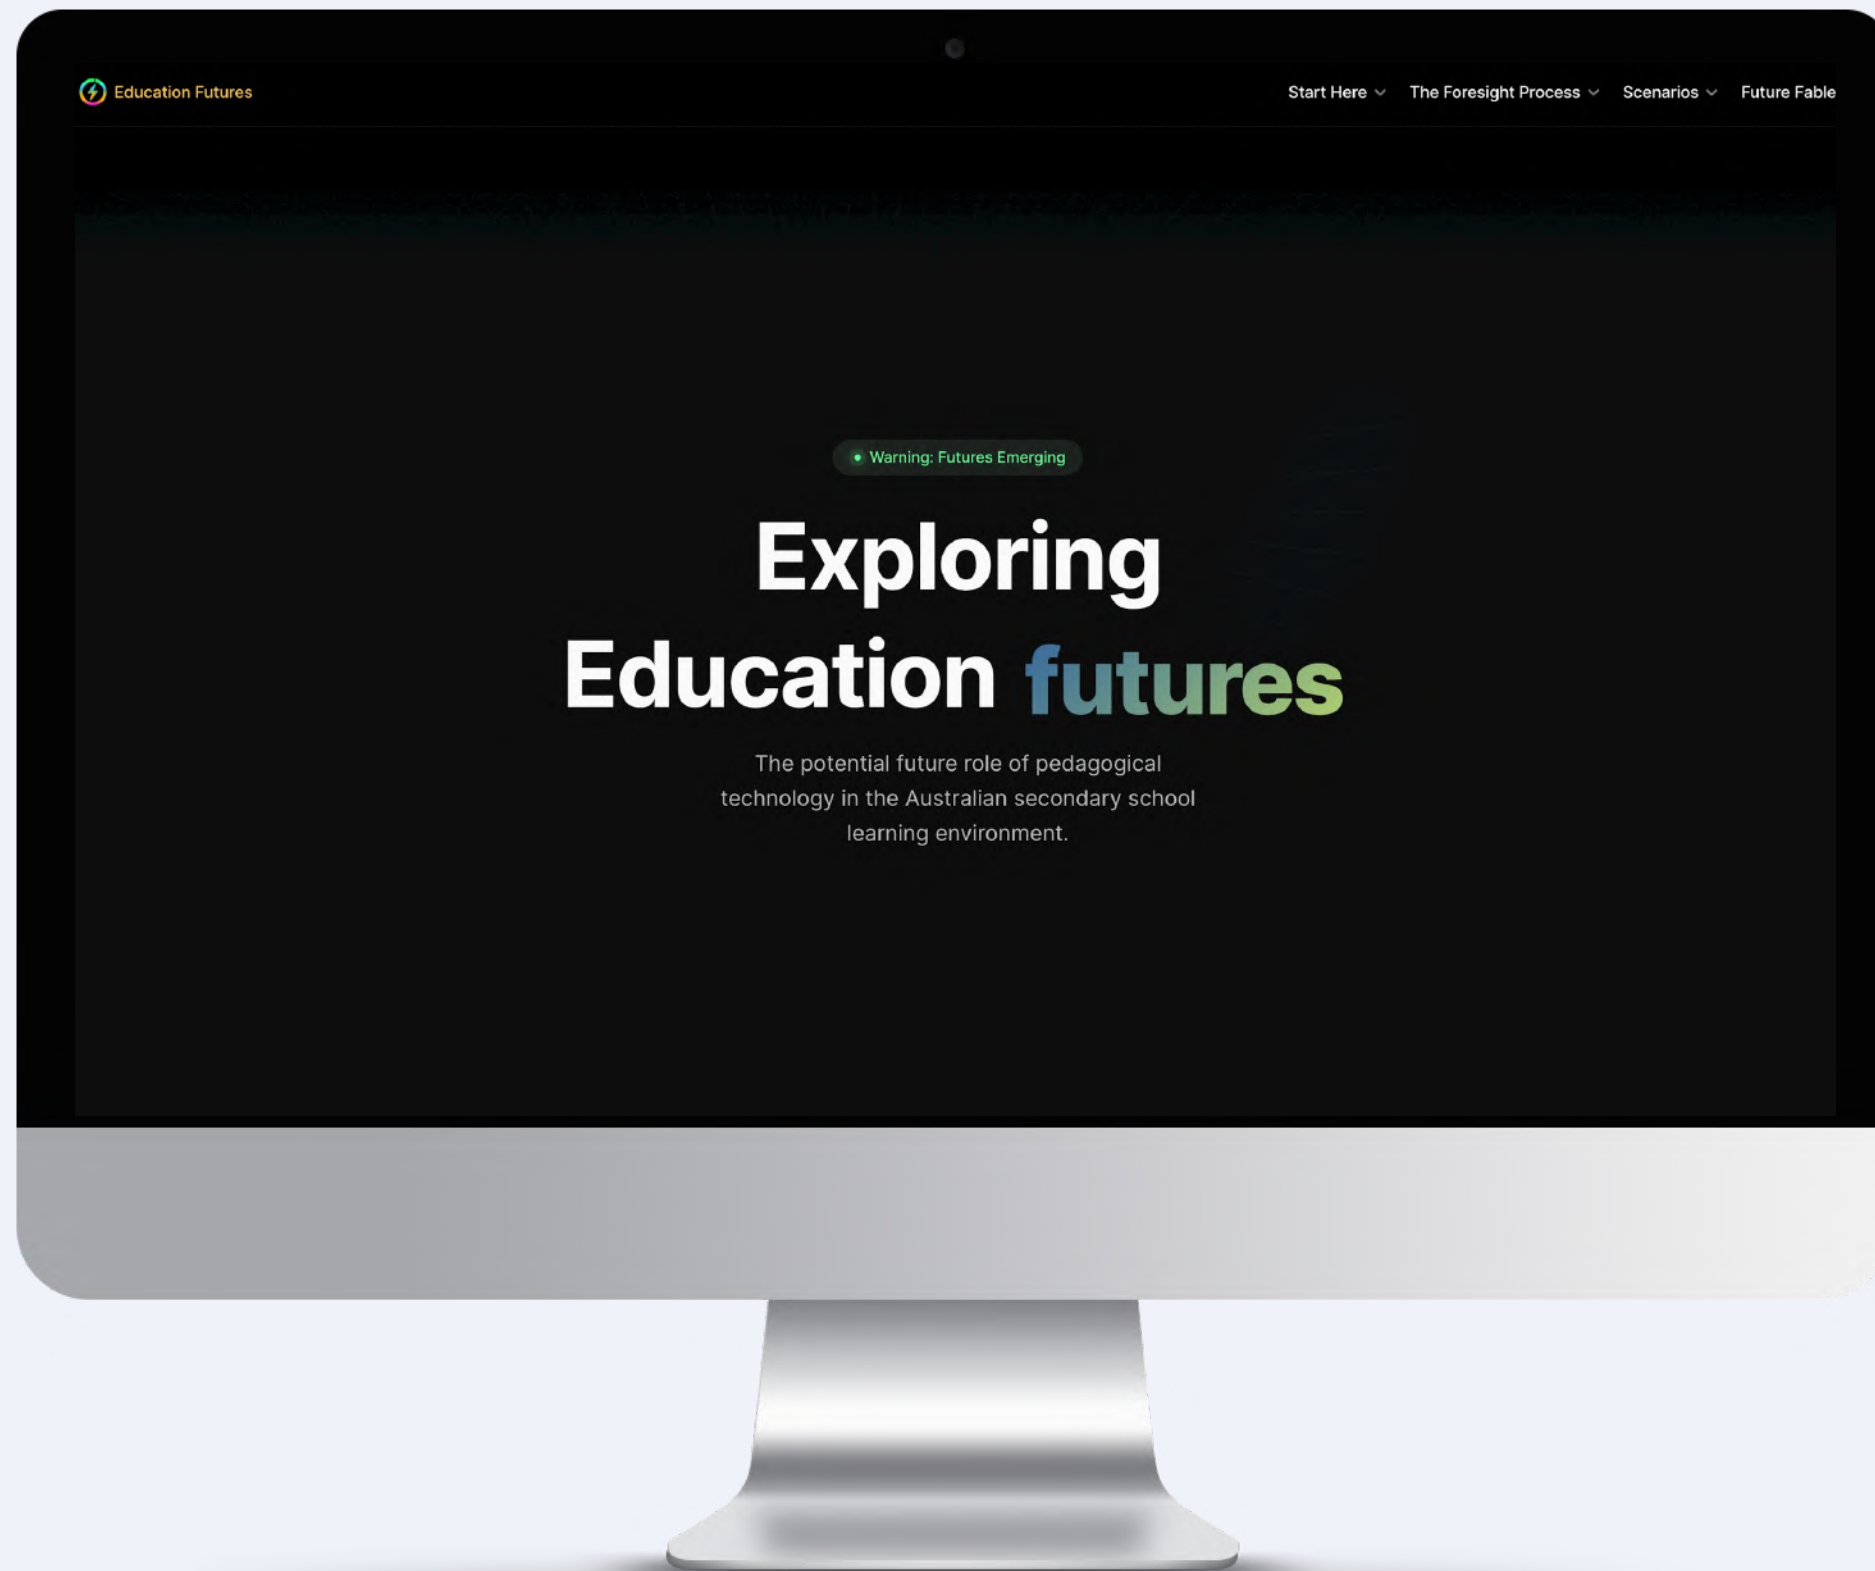 Education Futures
Start Here
The Foresight Process
Scenarios
Future Fable
Warning: Futures Emerging
Exploring
Education futures
The potential future role of pedagogical
technology in the Australian secondary school
learning environment.